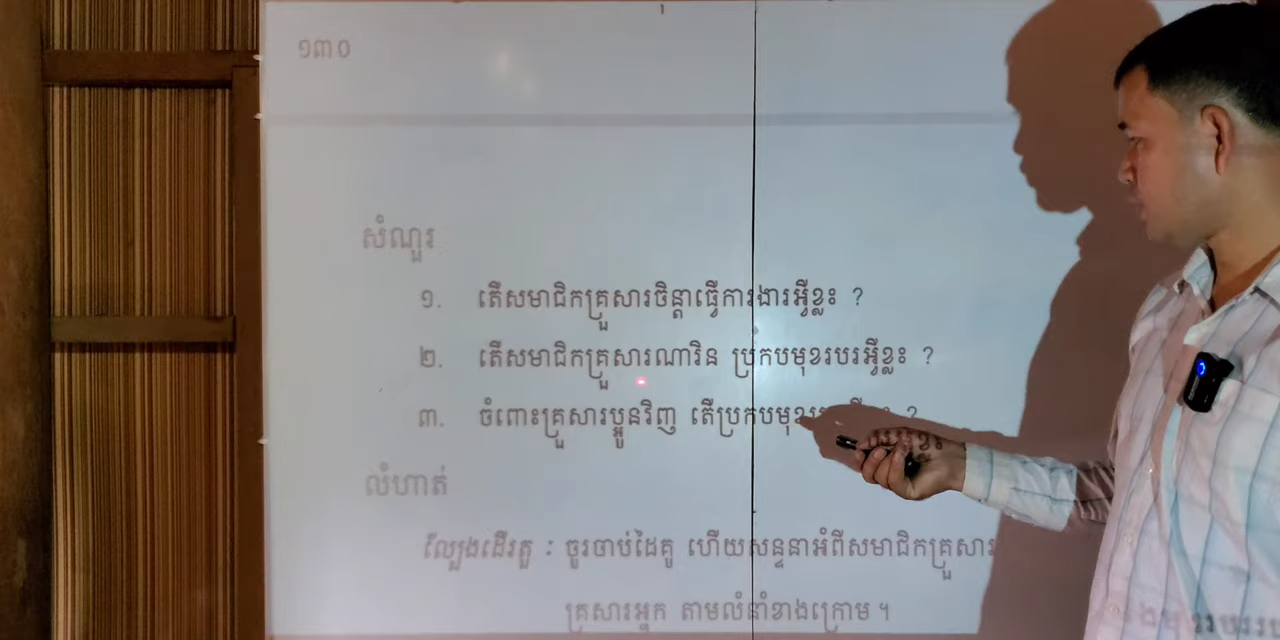 ១៣០
សំណួរ
១. តើសមាជិកគ្រួសារចិន្តាធ្វើការងារអ្វីខ្លះ ?
២. តើសមាជិកគ្រួសារណារិន ប្រកបមុខរបរអ្វីខ្លះ ?
៣. ចំពោះគ្រួសារប្អូនវិញ តើប្រកបមុខ ?
លំហាត់
ល្បែងដើរតួ ៖ ចូរចាប់ដៃគូ ហើយសន្ទនាអំពីសមាជិកគ្រួសារ
គ្រួសារអ្នក តាមលំនាំខាងក្រោម ។